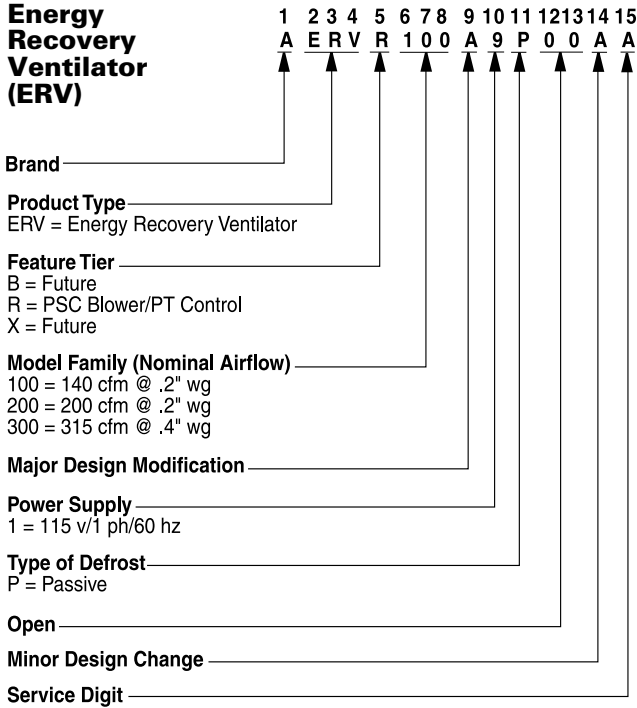 Energy
Recovery
Ventilator
(ERV)
1 2 3 4 5 6 7 8 9 10 11 12 13 14 15
A E R V R 1 0 0 A 9 P 0 0 A A
Brand
Product Type
ERV = Energy Recovery Ventilator
Feature Tier
B = Future
R = PSC Blower/PT Control
X = Future
Model Family (Nominal Airflow)
100 = 140 cfm @ .2" wg
200 = 200 cfm @ .2" wg
300 = 315 cfm @ .4" wg
Major Design Modification
Power Supply
1 = 115 v/1 ph/60 hz
Type of Defrost
P = Passive
Open
Minor Design Change
Service Digit